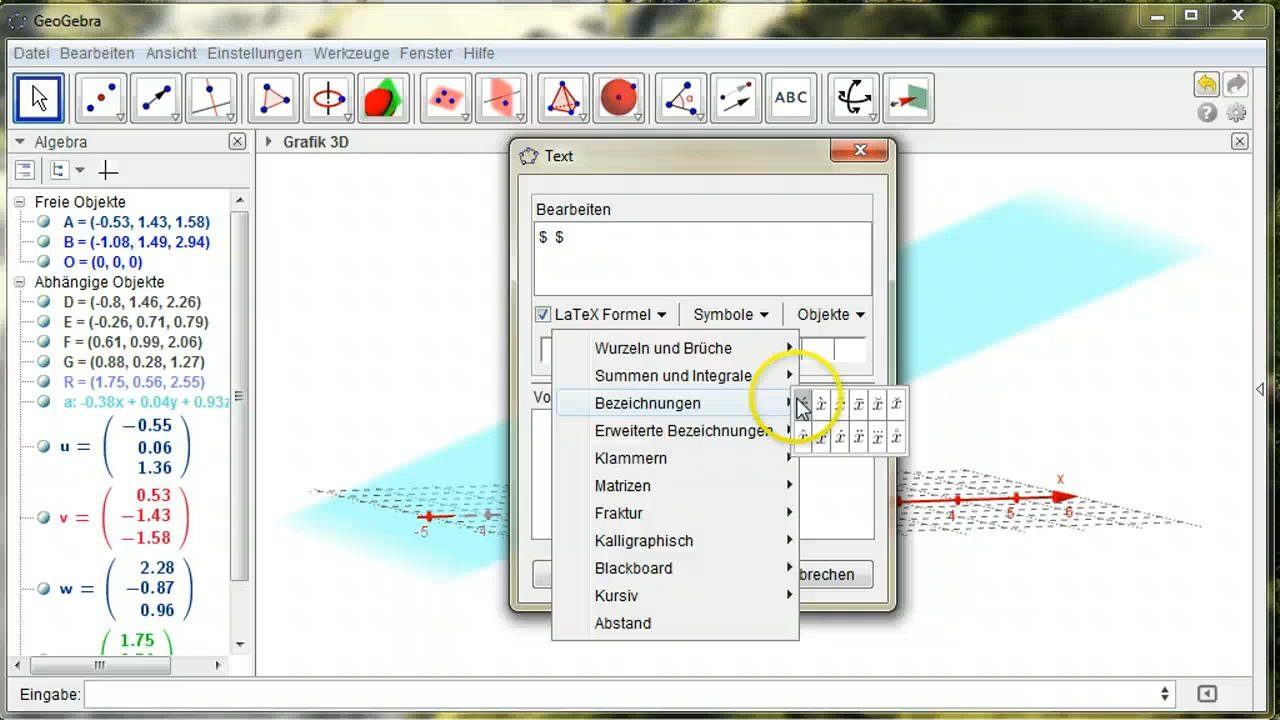 GeoGebra
Datei Bearbeiten Ansicht Einstellungen Werkzeuge Fenster Hilfe
ABC
Algebra
Grafik 3D
Freie Objekte
A = (-0.53, 1.43, 1.58)
B = (-1.08, 1.49, 2.94)
O = (0, 0, 0)
Abhängige Objekte
D = (-0.8, 1.46, 2.26)
E = (-0.26, 0.71, 0.79)
F = (0.61, 0.99, 2.06)
G = (0.88, 0.28, 1.27)
R = (1.75, 0.56, 2.55)
a: -0.38x + 0.04y + 0.93z
−0.55
u = 0.06
1.36
0.53
v = −1.43
−1.58
2.28
w = −0.87
0.96
1.75
Text
Bearbeiten
$ $
LaTeX Formel Symbole Objekte
Wurzeln und Brüche
Summen und Integrale
Vo
Bezeichnungen
Erweiterte Bezeichnungen
Klammern
Matrizen
Fraktur
Kalligraphisch
Blackboard
Kursiv
Abstand
brechen
x
-5 -4 4 5 6
Eingabe: